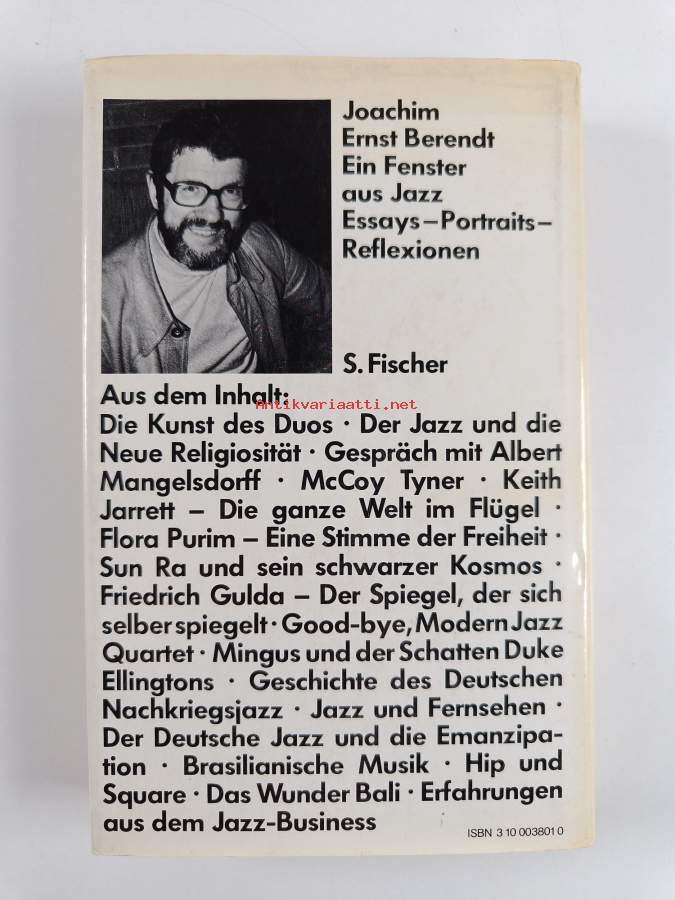 Joachim
Ernst Berendt
Ein Fenster
aus Jazz
Essays – Portraits –
Reflexionen
S. Fischer
Aus dem Inhalt:
Antikvariaatti.net
Die Kunst des Duos · Der Jazz und die
Neue Religiosität · Gespräch mit Albert
Mangelsdorff · McCoy Tyner · Keith
Jarrett – Die ganze Welt im Flügel ·
Flora Purim – Eine Stimme der Freiheit ·
Sun Ra und sein schwarzer Kosmos ·
Friedrich Gulda – Der Spiegel, der sich
selber spiegelt · Good-bye, Modern Jazz
Quartet · Mingus und der Schatten Duke
Ellingtons · Geschichte des Deutschen
Nachkriegsjazz · Jazz und Fernsehen ·
Der Deutsche Jazz und die Emanzipa-
tion · Brasilianische Musik · Hip und
Square · Das Wunder Bali · Erfahrungen
aus dem Jazz-Business
ISBN 3 10 003801 0